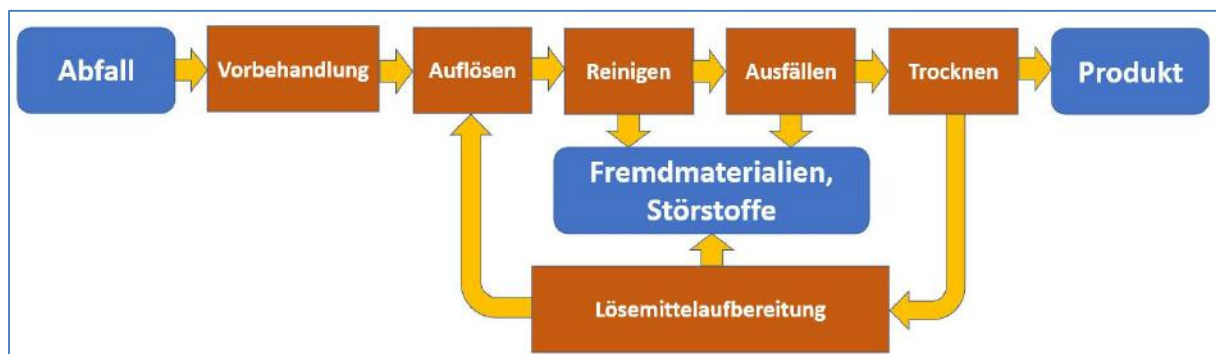 Abfall
Vorbehandlung
Auflösen
Reinigen
Ausfällen
Trocknen
Produkt
Fremdmaterialien,
Störstoffe
Lösemittelaufbereitung